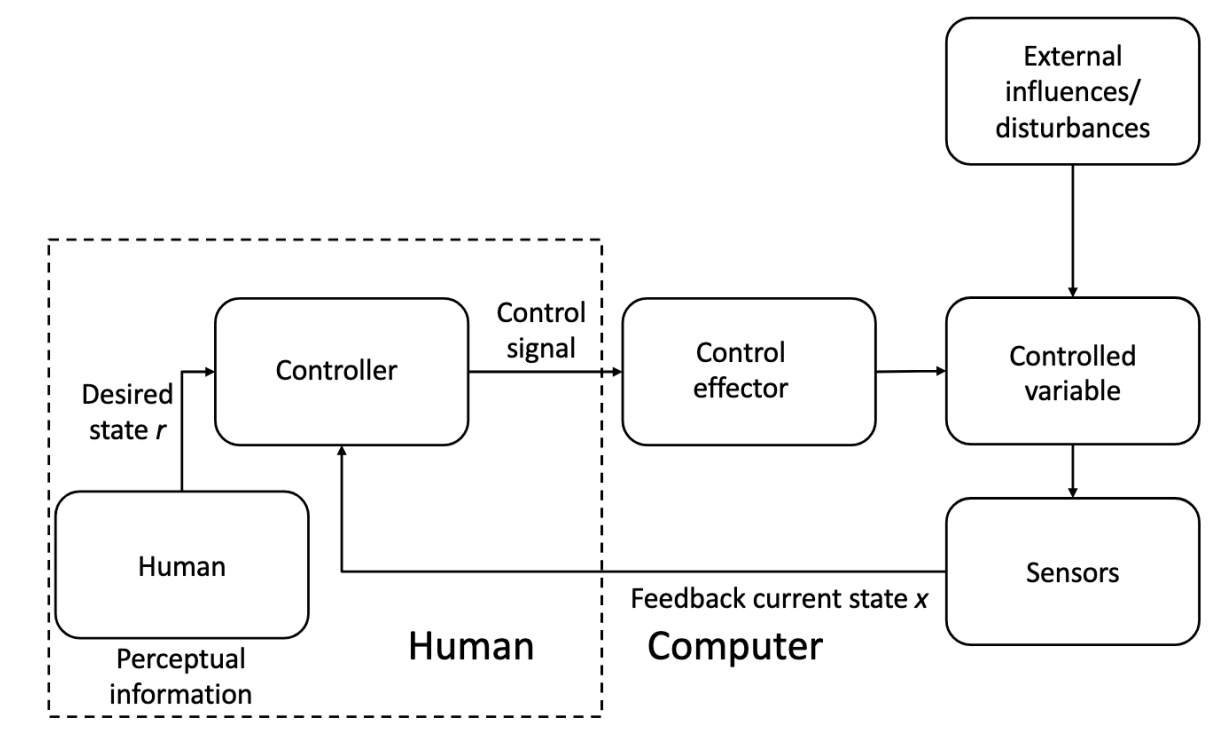 External
influences/
disturbances
Control
signal
Controller
Control
effector
Controlled
variable
Desired
state r
Human
Sensors
Feedback current state x
Human
Computer
Perceptual
information